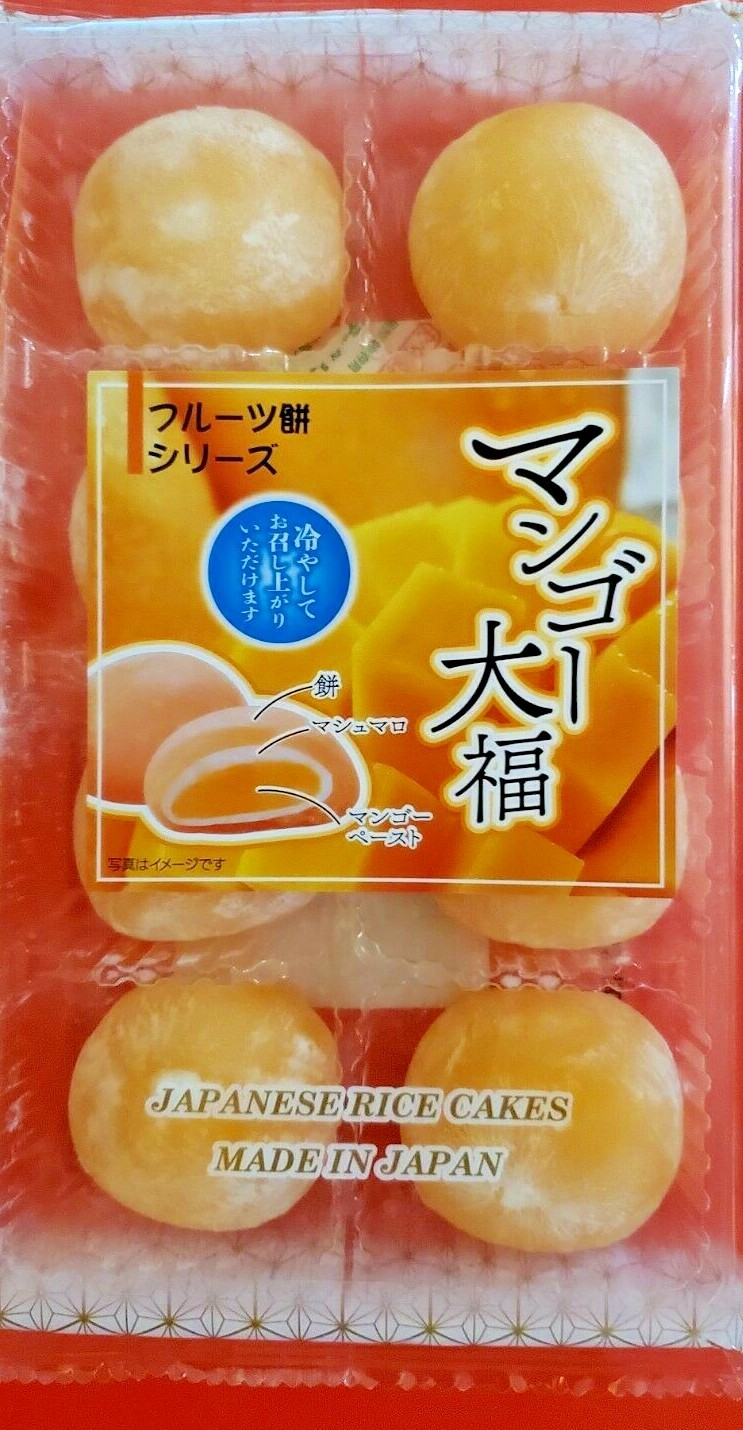 フルーツ餅
シリーズ
マンゴー
大福
冷やして
お召し上がり
いただけます
餅
マシュマロ
マンゴー
ペースト
写真はイメージです
JAPANESE RICE CAKES
MADE IN JAPAN